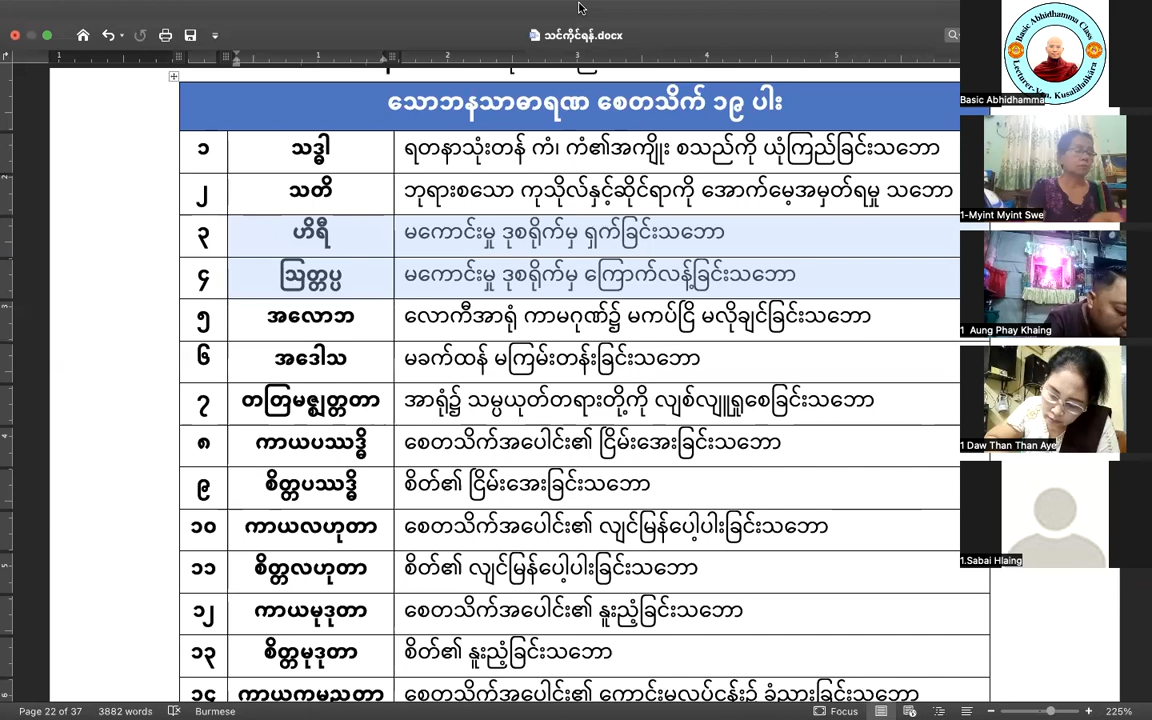 သင်ကိုင်ရန်.docx
1
1
2
3
4
5
သောဘနသာဓာရဏ စေတသိက် ၁၉ ပါး
၁ သဒ္ဓါ ရတနာသုံးတန် ကံ၊ ကံ၏အကျိုး စသည်ကို ယုံကြည်ခြင်းသဘော
၂ သတိ ဘုရားစသော ကုသိုလ်နှင့်ဆိုင်ရာကို အောက်မေ့အမှတ်ရမှု သဘော
၃ ဟိရီ မကောင်းမှု ဒုစရိုက်မှ ရှက်ခြင်းသဘော
၄ ဩတ္တပ္ပ မကောင်းမှု ဒုစရိုက်မှ ကြောက်လန့်ခြင်းသဘော
၅ အလောဘ လောကီအာရုံ ကာမဂုဏ်၌ မကပ်ငြိ မလိုချင်ခြင်းသဘော
၆ အဒေါသ မခက်ထန် မကြမ်းတန်းခြင်းသဘော
၇ တတြမဇ္ဈတ္တတာ အာရုံ၌ သမ္ပယုတ်တရားတို့ကို လျစ်လျူရှုစေခြင်းသဘော
၈ ကာယပဿဒ္ဓိ စေတသိက်အပေါင်း၏ ငြိမ်းအေးခြင်းသဘော
၉ စိတ္တပဿဒ္ဓိ စိတ်၏ ငြိမ်းအေးခြင်းသဘော
၁၀ ကာယလဟုတာ စေတသိက်အပေါင်း၏ လျင်မြန်ပေါ့ပါးခြင်းသဘော
၁၁ စိတ္တလဟုတာ စိတ်၏ လျင်မြန်ပေါ့ပါးခြင်းသဘော
၁၂ ကာယမုဒုတာ စေတသိက်အပေါင်း၏ နူးညံ့ခြင်းသဘော
၁၃ စိတ္တမုဒုတာ စိတ်၏ နူးညံ့ခြင်းသဘော
၁၄ ကာယကမ္မညတာ စေတသိက်အပေါင်း၏ ကောင်းမှုလုပ်ငန်း၌ ခံ့သားခြင်းသဘော
Page 22 of 37 3882 words Burmese Focus 225%
Basic Abhidhamma Class
Lecturer-Ven. Kusalālaṅkāra
Basic Abhidhamma
1-Myint Myint Swe
1 Aung Phay Khaing
1 Daw Than Than Aye
1.Sabai Hlaing